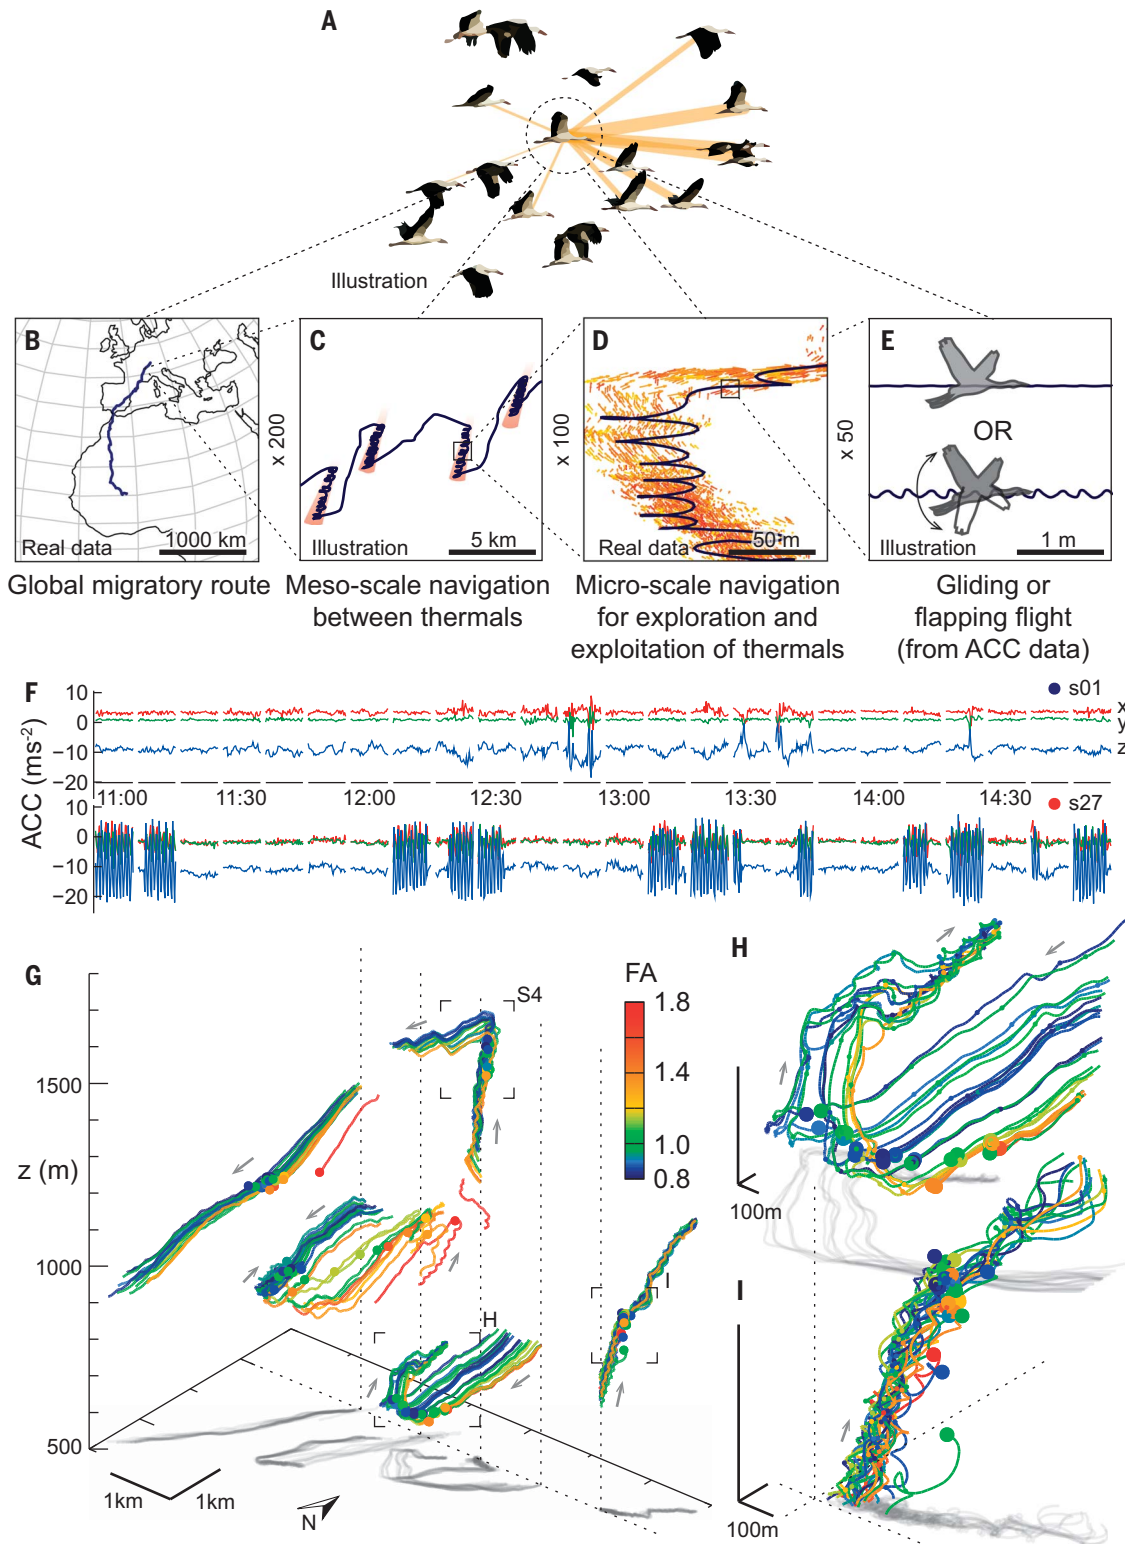 A
Illustration
B
Real data
1000 km
Global migratory route
x 200
C
Illustration
5 km
Meso-scale navigation
between thermals
x 100
D
Real data
50 m
Micro-scale navigation
for exploration and
exploitation of thermals
x 50
E
OR
Illustration
1 m
Gliding or
flapping flight
(from ACC data)
F
ACC (ms-2)
10
0
−10
−20
s01
x
y
z
11:00
11:30
12:00
12:30
13:00
13:30
14:00
14:30
s27
10
0
−10
−20
G
z (m)
1500
1000
500
S4
H
I
FA
1.8
1.4
1.0
0.8
1km
1km
N
H
100m
I
100m